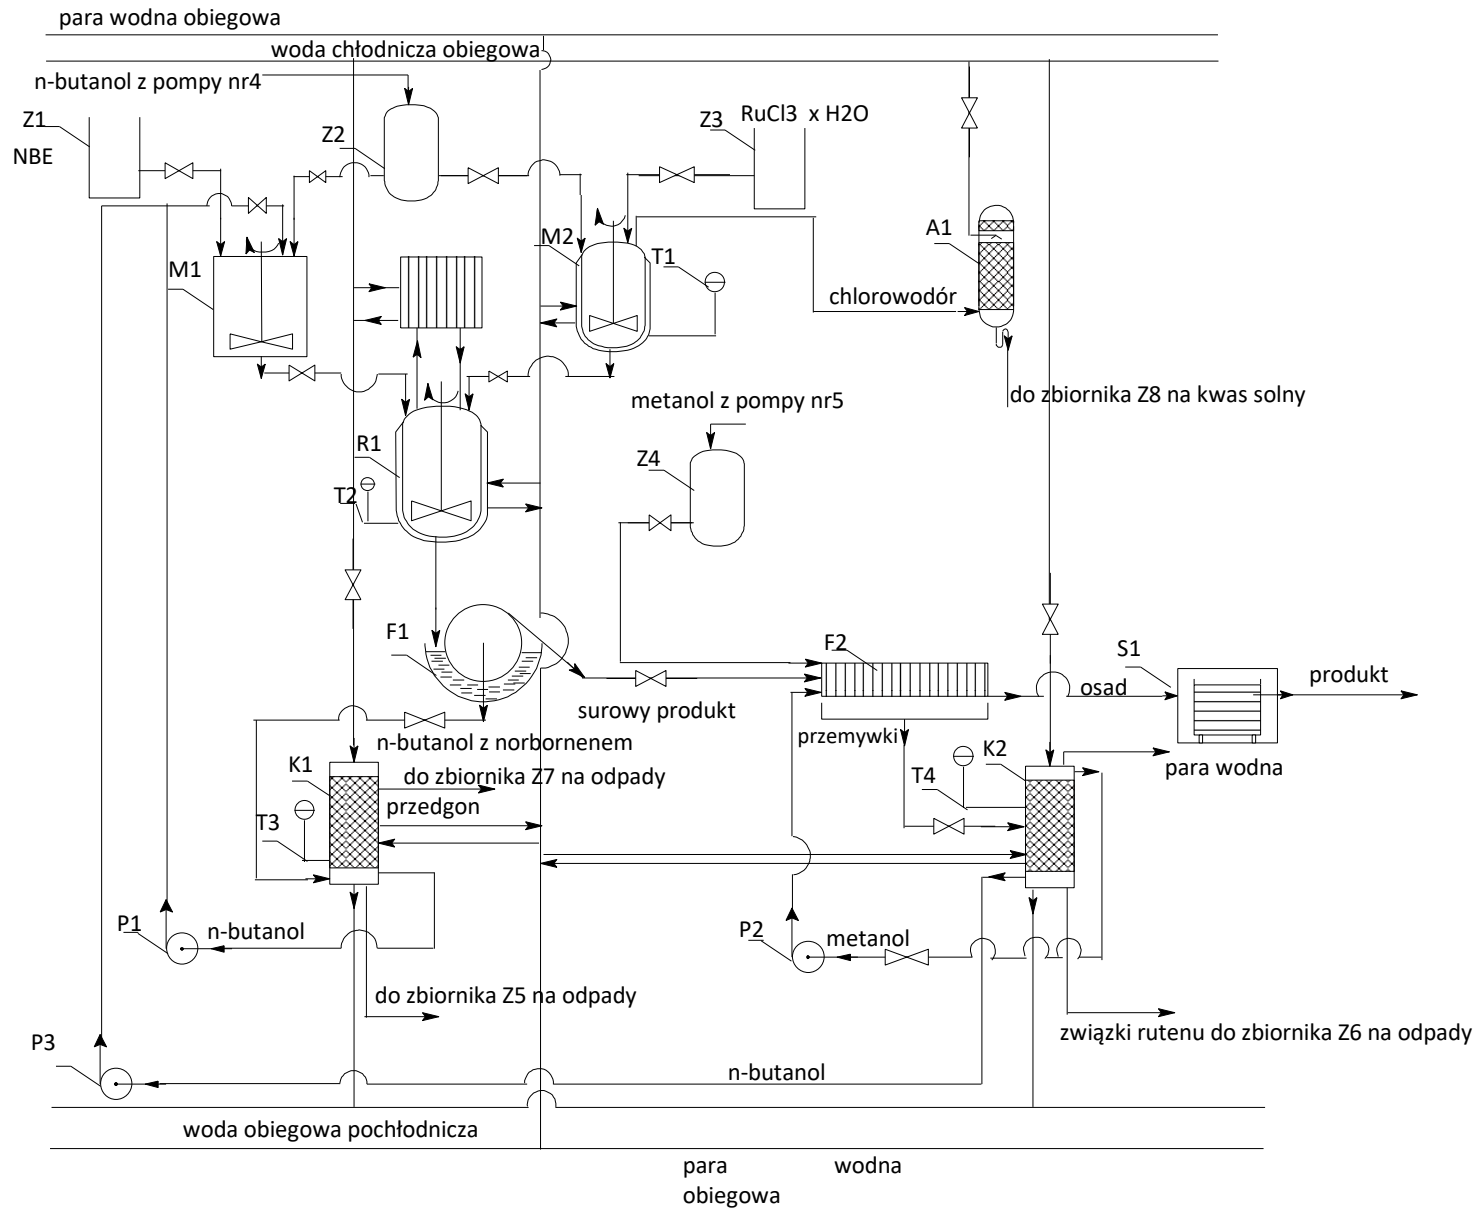 para wodna obiegowa
woda chłodnicza obiegowa
n-butanol z pompy nr4
Z1
NBE
Z2
Z3
RuCl3 x H2O
A1
M1
M2
T1
chlorowodór
do zbiornika Z8 na kwas solny
metanol z pompy nr5
R1
Z4
T2
F1
F2
S1
surowy produkt
osad
produkt
n-butanol z norbornenem
przemywki
K1
do zbiornika Z7 na odpady
przedgon
K2
para wodna
T4
T3
P1
n-butanol
P2
metanol
do zbiornika Z5 na odpady
związki rutenu do zbiornika Z6 na odpady
P3
n-butanol
woda obiegowa pochłodnicza
para wodna
obiegowa